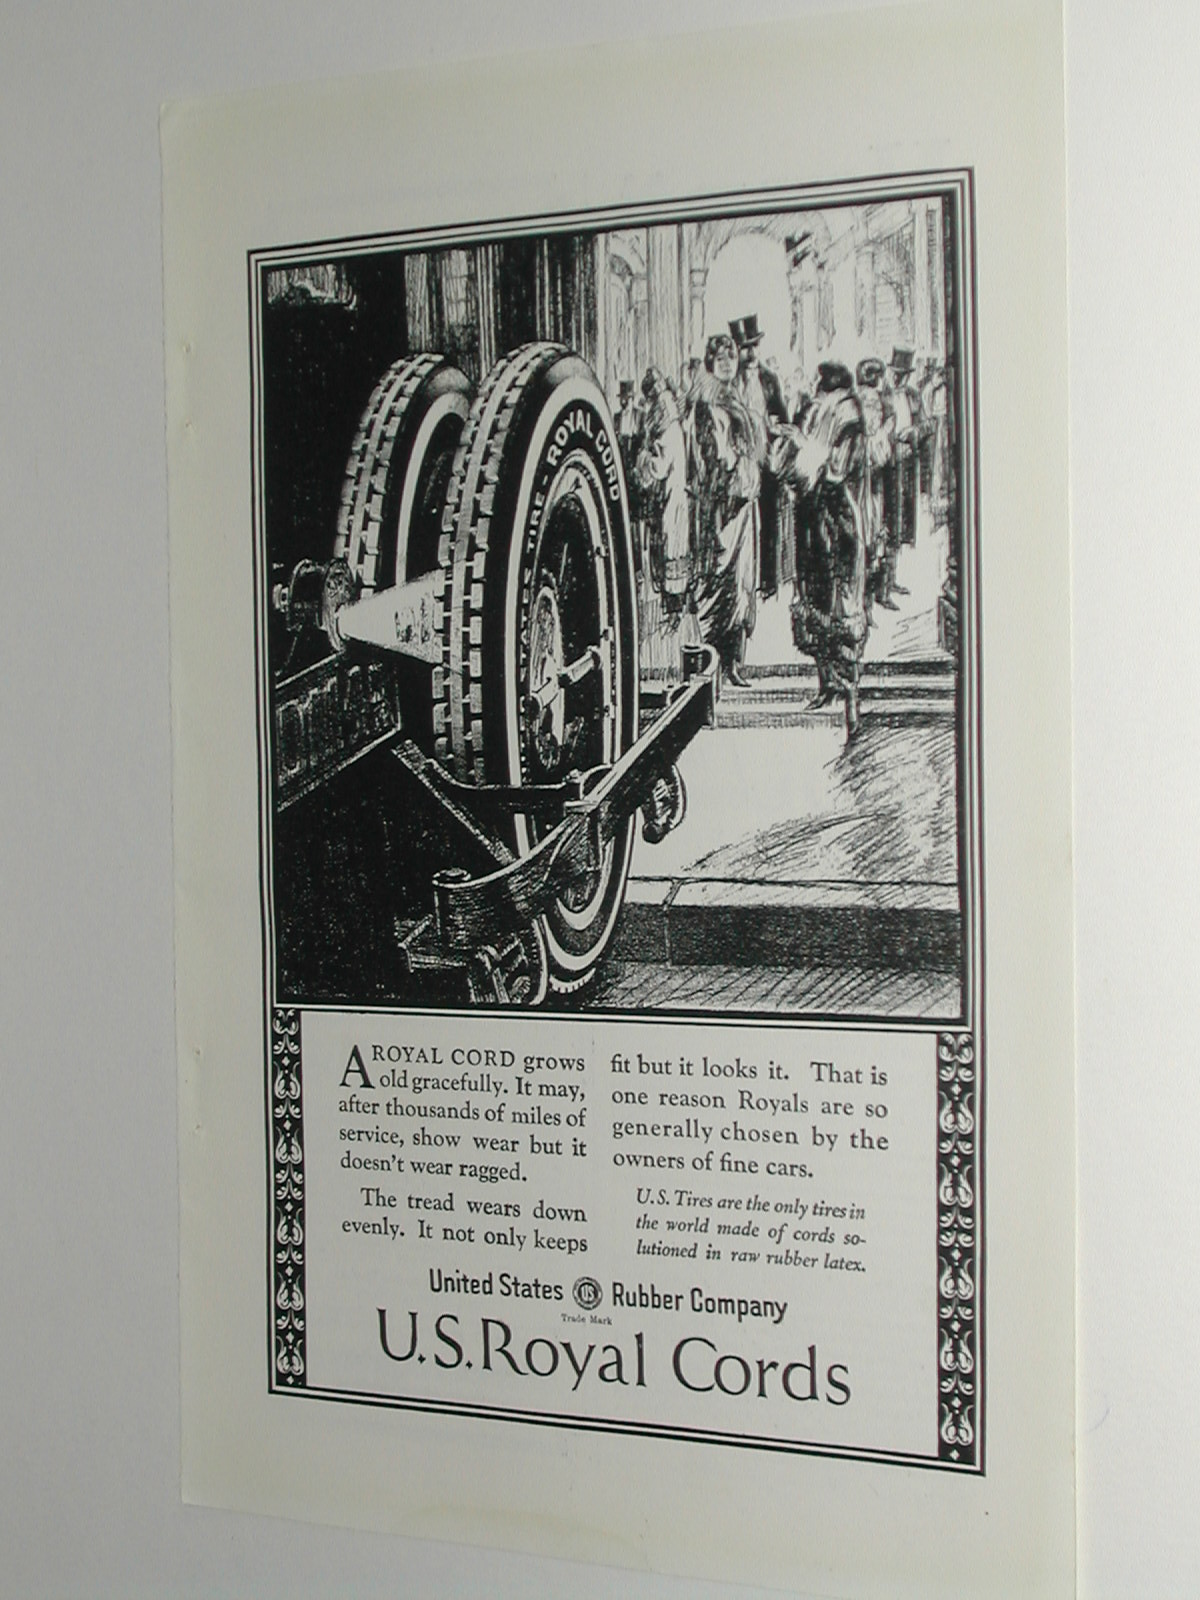 STATES TIRE - ROYAL CORD
A ROYAL CORD grows
old gracefully. It may,
after thousands of miles of
service, show wear but it
doesn't wear ragged.
The tread wears down
evenly. It not only keeps
fit but it looks it. That is
one reason Royals are so
generally chosen by the
owners of fine cars.
U.S. Tires are the only tires in
the world made of cords so-
lutioned in raw rubber latex.
United States US Rubber Company
Trade Mark
U.S. Royal Cords